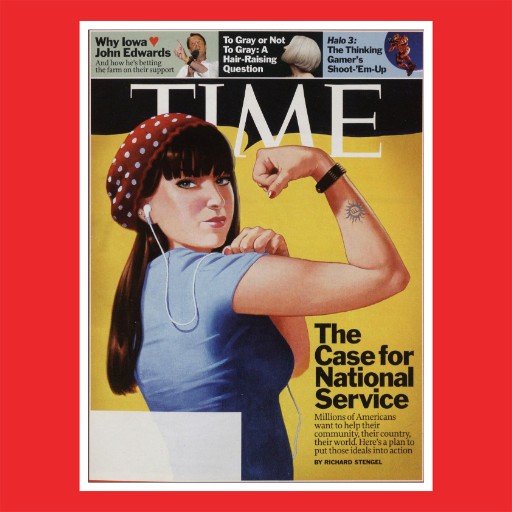 Why Iowa ♥
John Edwards
And how he's betting
the farm on their support
To Gray or Not
To Gray: A
Hair-Raising
Question
Halo 3:
The Thinking
Gamer's
Shoot-'Em-Up
TIME
The
Case for
National
Service
Millions of Americans
want to help their
community, their country,
their world. Here's a plan to
put those ideals into action
BY RICHARD STENGEL